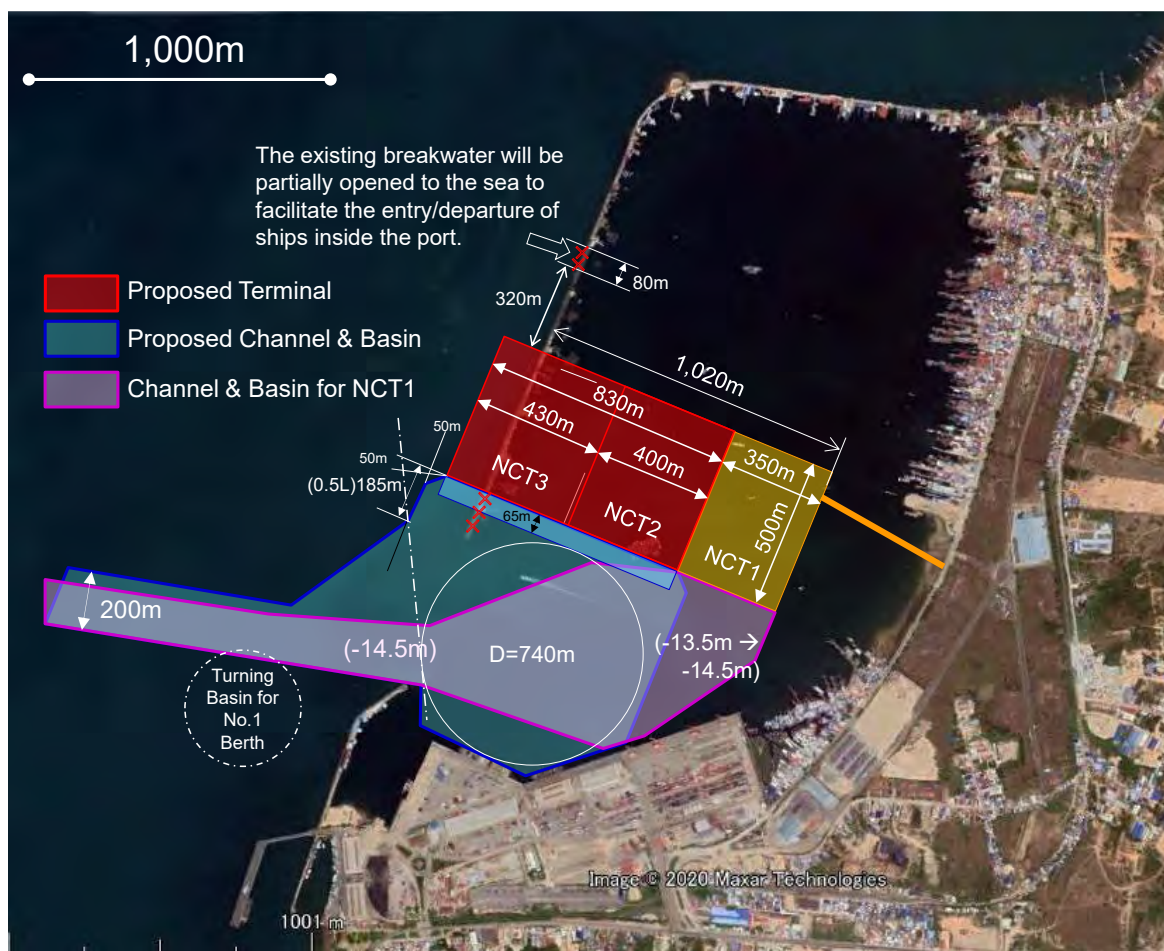 1,000m
The existing breakwater will be
partially opened to the sea to
facilitate the entry/departure of
ships inside the port.
80m
320m
Proposed Terminal
Proposed Channel & Basin
Channel & Basin for NCT1
1,020m
830m
430m
400m
350m
50m
50m
(0.5L)185m
NCT3
NCT2
NCT1
500m
65m
200m
(-14.5m)
D=740m
(-13.5m →
-14.5m)
Turning
Basin for
No.1
Berth
Image © 2020 Maxar Technologies
1001 m